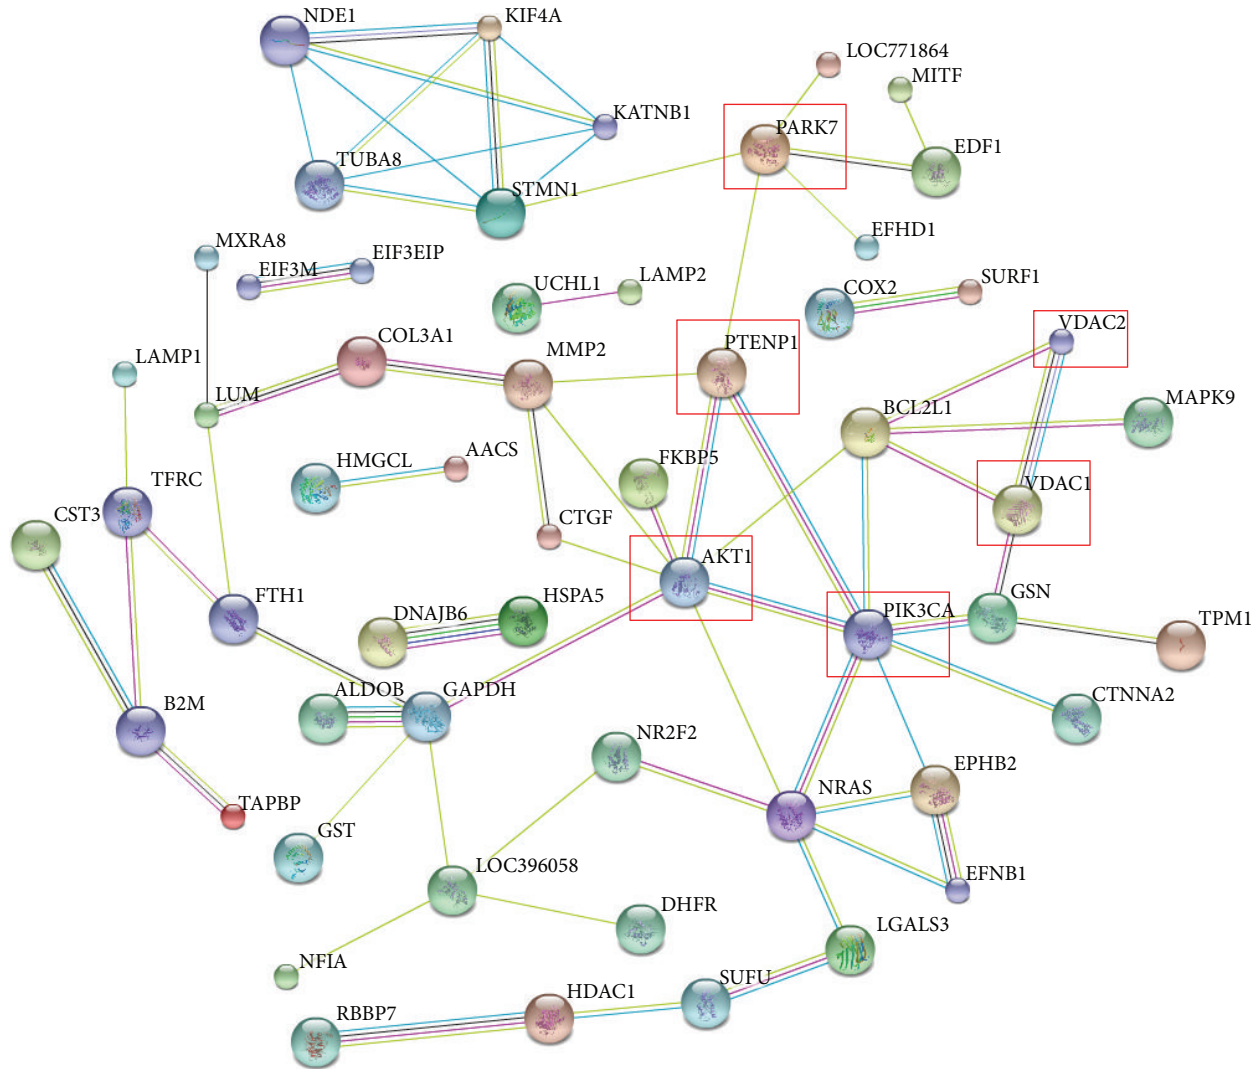 NDE1
KIF4A
LOC771864
MITF
KATNB1
PARK7
EDF1
TUBA8
STMN1
EFHD1
MXRA8
EIF3M
EIF3EIP
UCHL1
LAMP2
COX2
SURF1
VDAC2
COL3A1
MMP2
PTENP1
LAMP1
LUM
BCL2L1
MAPK9
HMGCL
AACS
FKBP5
TFRC
VDAC1
CST3
CTGF
AKT1
FTH1
DNAJB6
HSPA5
PIK3CA
GSN
TPM1
ALDOB
GAPDH
B2M
CTNNA2
NR2F2
EPHB2
NRAS
TAPBP
GST
LOC396058
EFNB1
DHFR
LGALS3
NFIA
SUFU
HDAC1
RBBP7